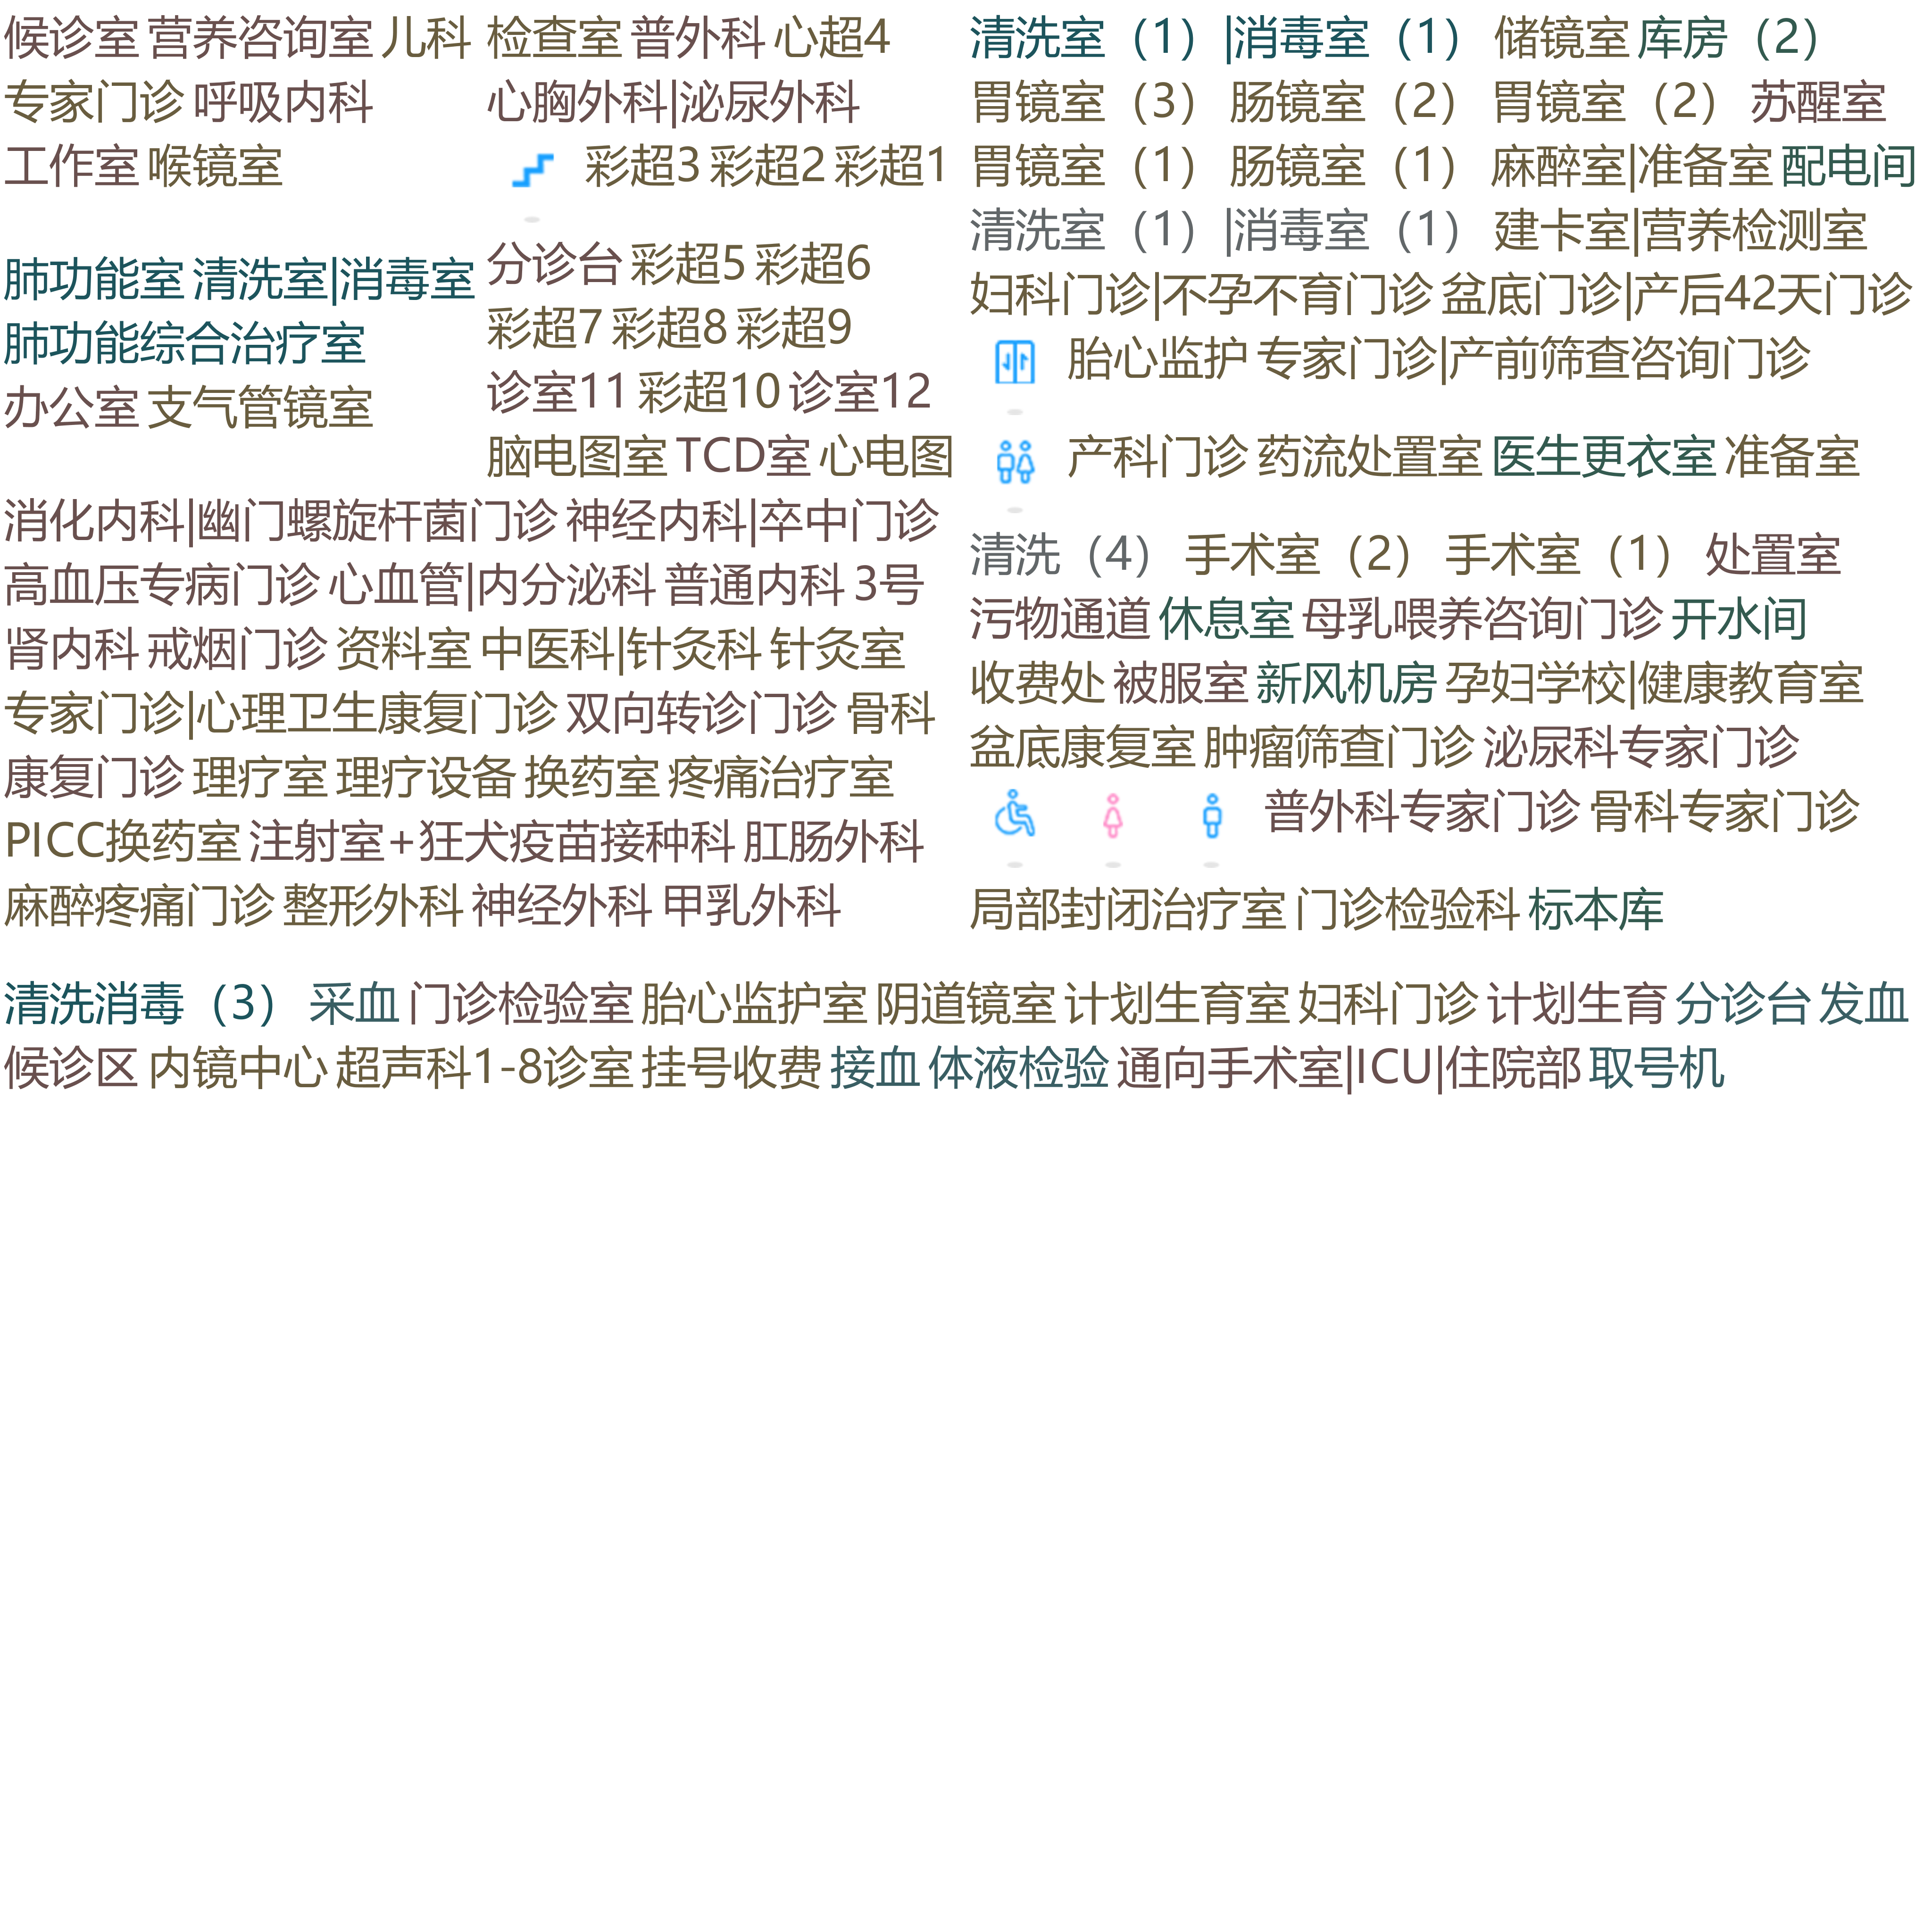 候诊室 营养咨询室 儿科
专家门诊 呼吸内科
工作室 喉镜室
肺功能室 清洗室|消毒室
肺功能综合治疗室
办公室 支气管镜室
检查室 普外科 心超4
心胸外科|泌尿外科
彩超3 彩超2 彩超1
分诊台 彩超5 彩超6
彩超7 彩超8 彩超9
诊室11 彩超10 诊室12
脑电图室 TCD室 心电图
消化内科|幽门螺旋杆菌门诊 神经内科|卒中门诊
高血压专病门诊 心血管|内分泌科 普通内科 3号
肾内科 戒烟门诊 资料室 中医科|针灸科 针灸室
专家门诊|心理卫生康复门诊 双向转诊门诊 骨科
康复门诊 理疗室 理疗设备 换药室 疼痛治疗室
PICC换药室 注射室+狂犬疫苗接种科 肛肠外科
麻醉疼痛门诊 整形外科 神经外科 甲乳外科
清洗室（1）|消毒室（1） 储镜室 库房（2）
胃镜室（3） 肠镜室（2） 胃镜室（2） 苏醒室
胃镜室（1） 肠镜室（1） 麻醉室|准备室 配电间
清洗室（1）|消毒室（1） 建卡室|营养检测室
妇科门诊|不孕不育门诊 盆底门诊|产后42天门诊
胎心监护 专家门诊|产前筛查咨询门诊
产科门诊 药流处置室 医生更衣室 准备室
清洗（4） 手术室（2） 手术室（1） 处置室
污物通道 休息室 母乳喂养咨询门诊 开水间
收费处 被服室 新风机房 孕妇学校|健康教育室
盆底康复室 肿瘤筛查门诊 泌尿科专家门诊
普外科专家门诊 骨科专家门诊
局部封闭治疗室 门诊检验科 标本库
清洗消毒（3） 采血 门诊检验室 胎心监护室 阴道镜室 计划生育室 妇科门诊 计划生育 分诊台 发血
候诊区 内镜中心 超声科1-8诊室 挂号收费 接血 体液检验 通向手术室|ICU|住院部 取号机